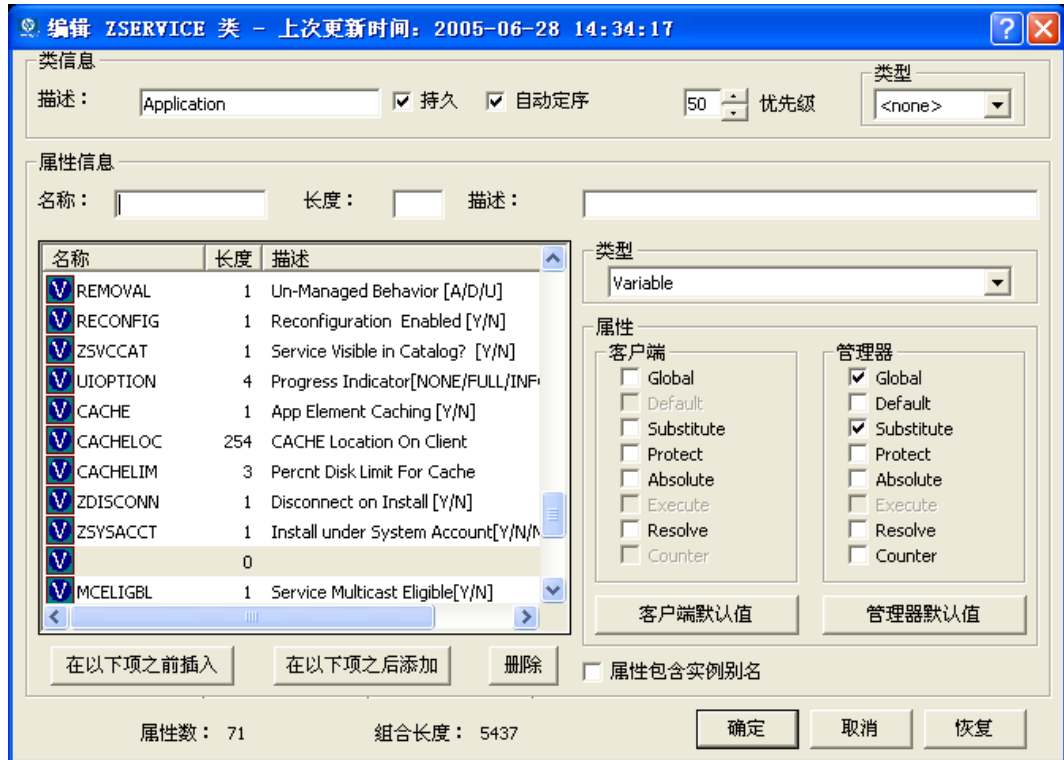 编辑 ZSERVICE 类 - 上次更新时间: 2005-06-28 14:34:17
类信息
描述： Application 持久 自动定序 50 优先级
类型
<none>
属性信息
名称： 长度： 描述：
名称 长度 描述
REMOVAL 1 Un-Managed Behavior [A/D/U]
RECONFIG 1 Reconfiguration Enabled [Y/N]
ZSVCCAT 1 Service Visible in Catalog? [Y/N]
UIOPTION 4 Progress Indicator[NONE/FULL/INF
CACHE 1 App Element Caching [Y/N]
CACHELOC 254 CACHE Location On Client
CACHELIM 3 Percnt Disk Limit For Cache
ZDISCONN 1 Disconnect on Install [Y/N]
ZSYSACCT 1 Install under System Account[Y/N/
0
MCELIGBL 1 Service Multicast Eligible[Y/N]
类型
Variable
属性
客户端
Global
Default
Substitute
Protect
Absolute
Execute
Resolve
Counter
管理器
Global
Default
Substitute
Protect
Absolute
Execute
Resolve
Counter
客户端默认值 管理器默认值
在以下项之前插入 在以下项之后添加 删除
属性包含实例别名
属性数： 71 组合长度： 5437
确定 取消 恢复